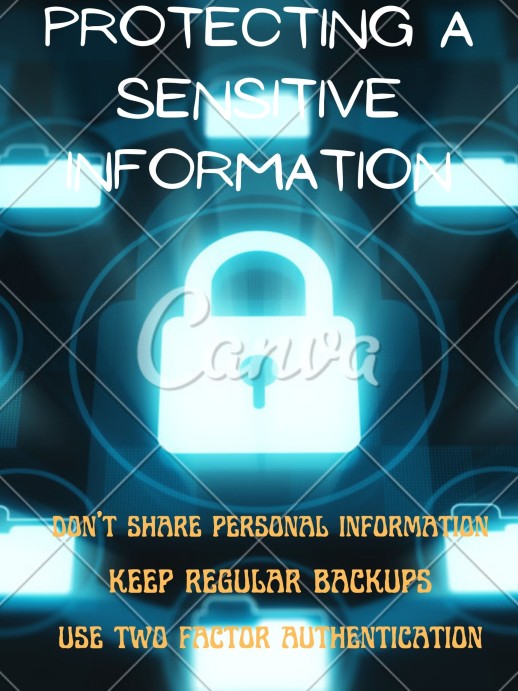 PROTECTING A
SENSITIVE
INFORMATION
Canva
DON'T SHARE PERSONAL INFORMATION
KEEP REGULAR BACKUPS
USE TWO FACTOR AUTHENTICATION